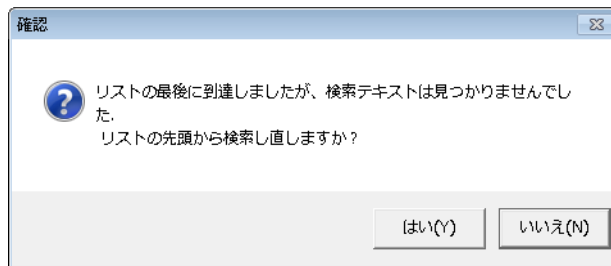 確認
リストの最後に到達しましたが、検索テキストは見つかりませんでし
た.
リストの先頭から検索し直しますか？
はい(Y)
いいえ(N)